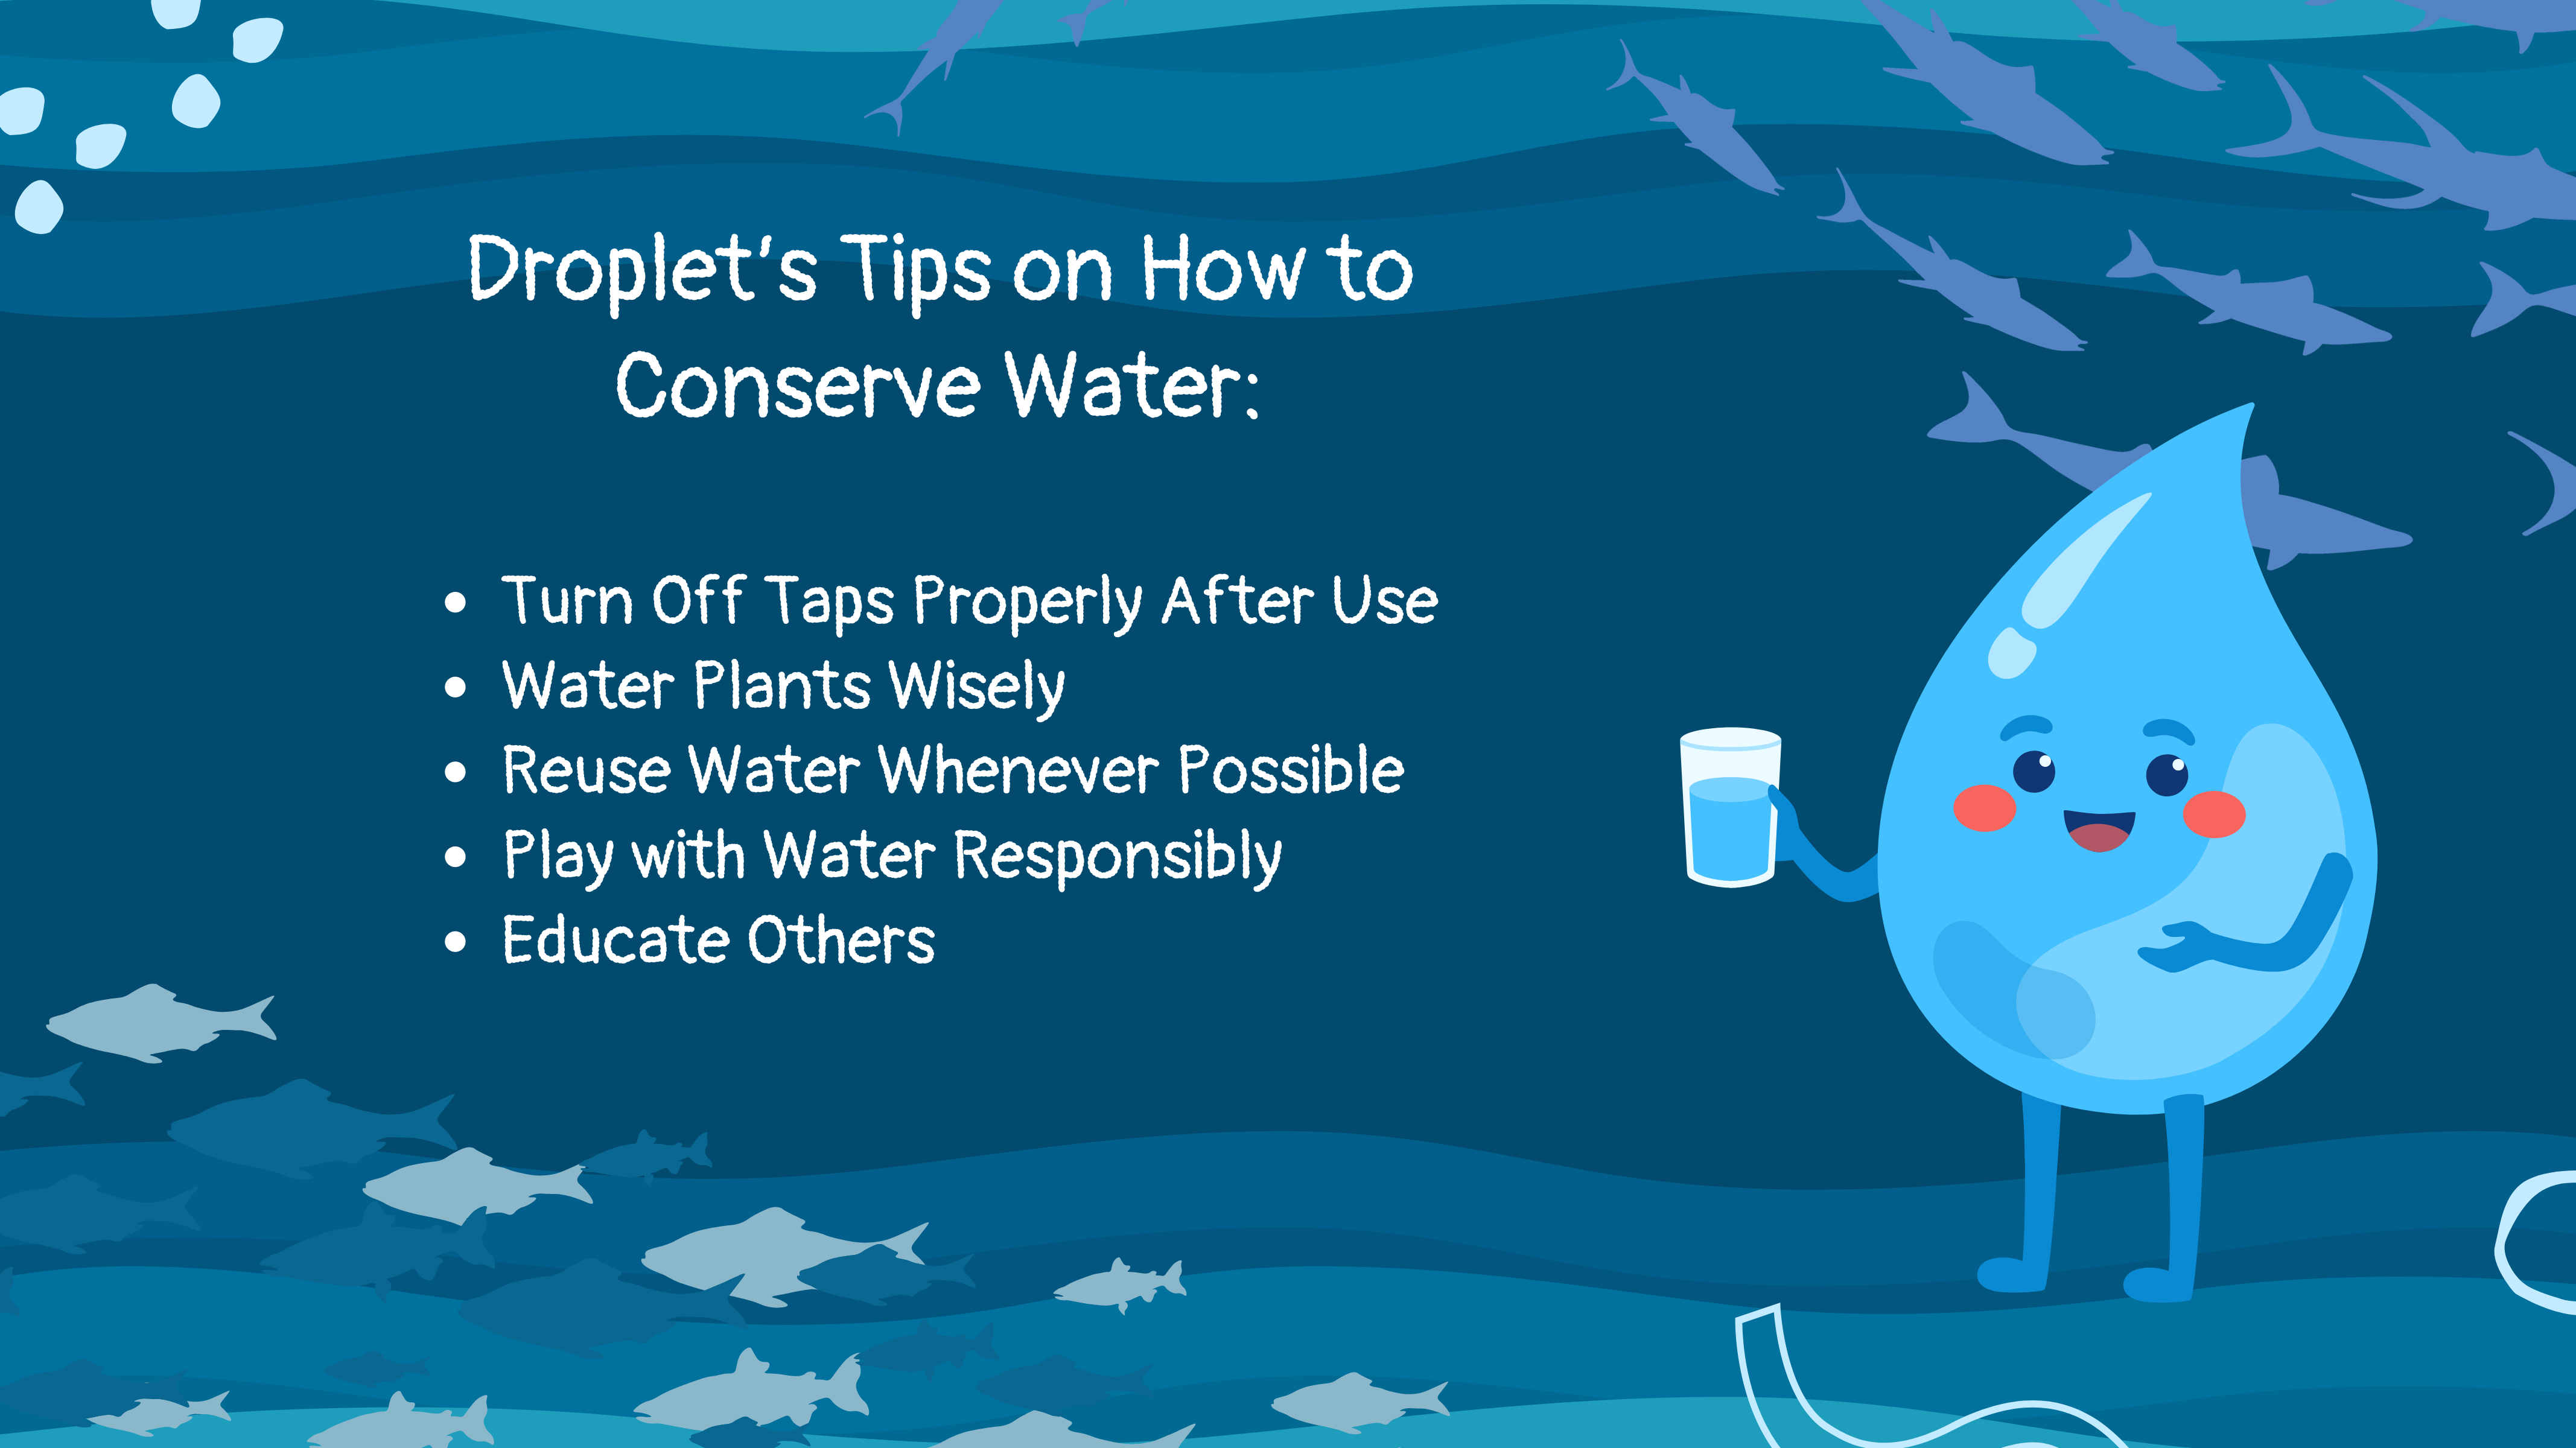 Droplet's Tips on How to
Conserve Water:
• Turn Off Taps Properly After Use
• Water Plants Wisely
• Reuse Water Whenever Possible
• Play with Water Responsibly
• Educate Others